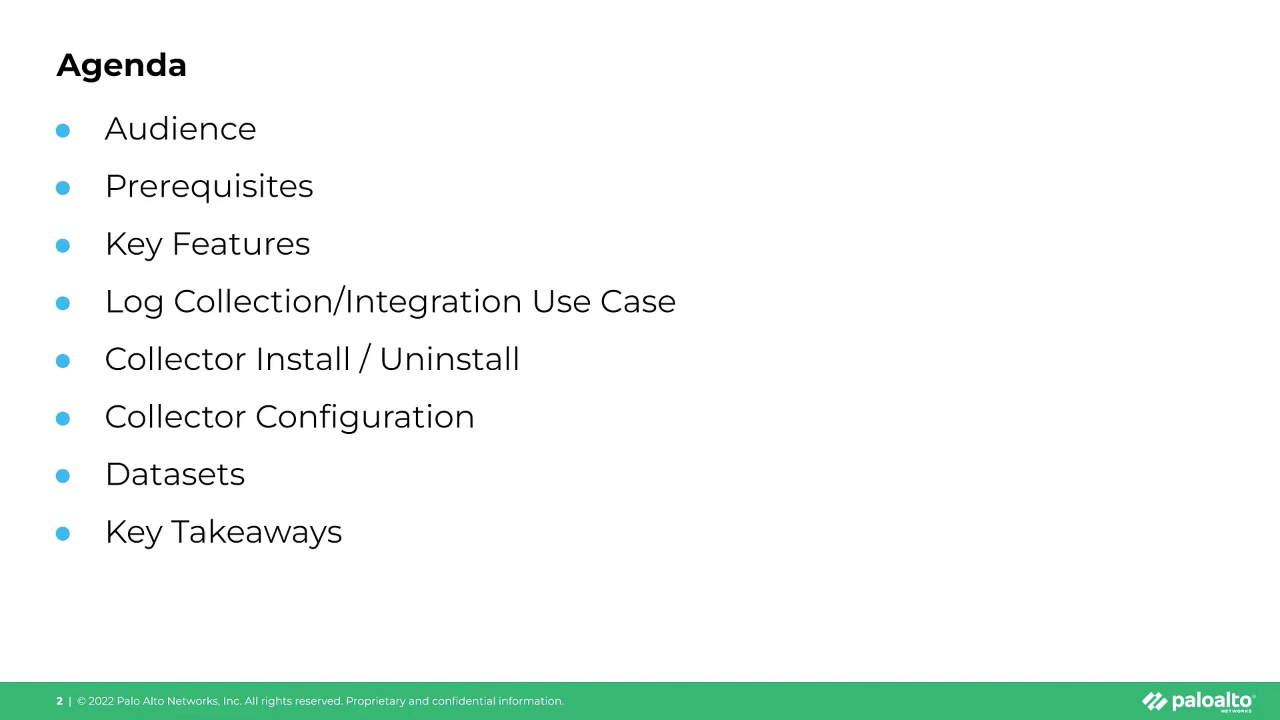 Agenda
● Audience
● Prerequisites
● Key Features
● Log Collection/Integration Use Case
● Collector Install / Uninstall
● Collector Configuration
● Datasets
● Key Takeaways
2 | © 2022 Palo Alto Networks, Inc. All rights reserved. Proprietary and confidential information.
paloalto®
NETWORKS